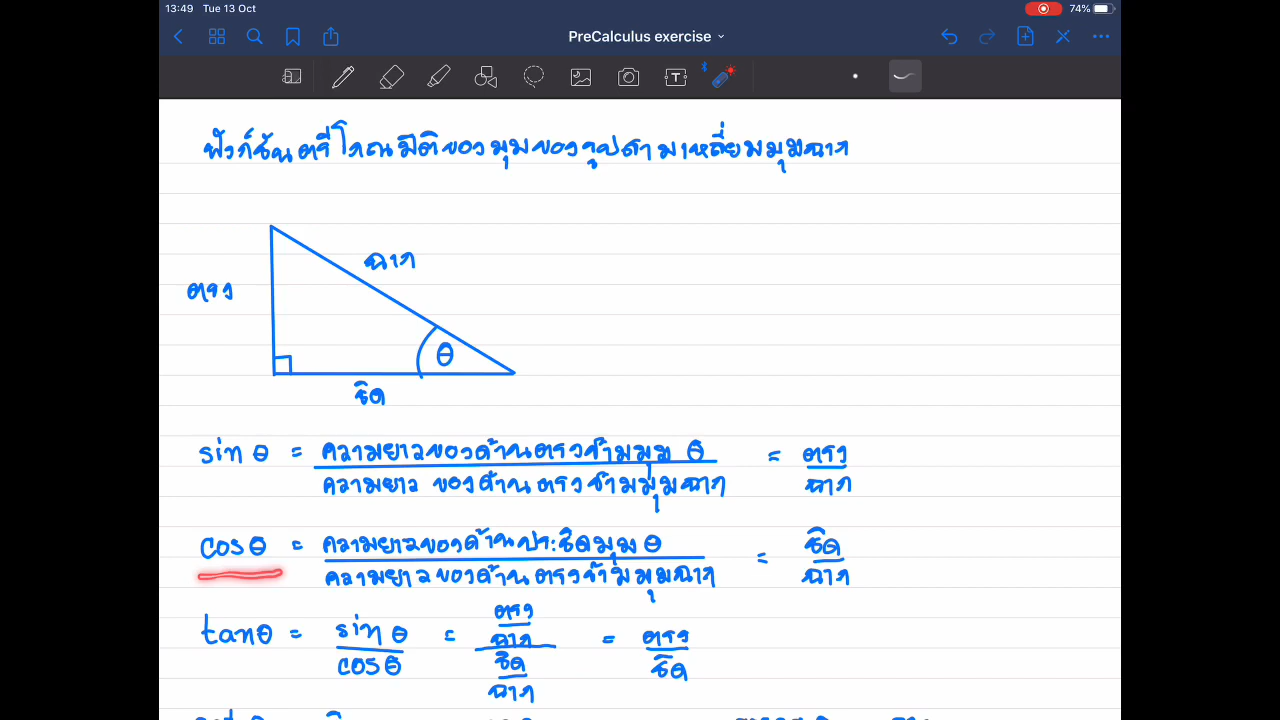 13:49 Tue 13 Oct 74%
PreCalculus exercise
T
ฟังก์ชันตรีโกณมิติของมุมของรูปสามเหลี่ยมมุมฉาก
ฉาก
ตรง
θ
ชิด
sin θ = ความยาวของด้านตรงข้ามมุม θ / ความยาวของด้านตรงข้ามมุมฉาก = ตรง / ฉาก
cos θ = ความยาวของด้านประชิดมุม θ / ความยาวของด้านตรงข้ามมุมฉาก = ชิด / ฉาก
tan θ = sin θ / cos θ = ตรง / ฉาก / ชิด / ฉาก = ตรง / ชิด